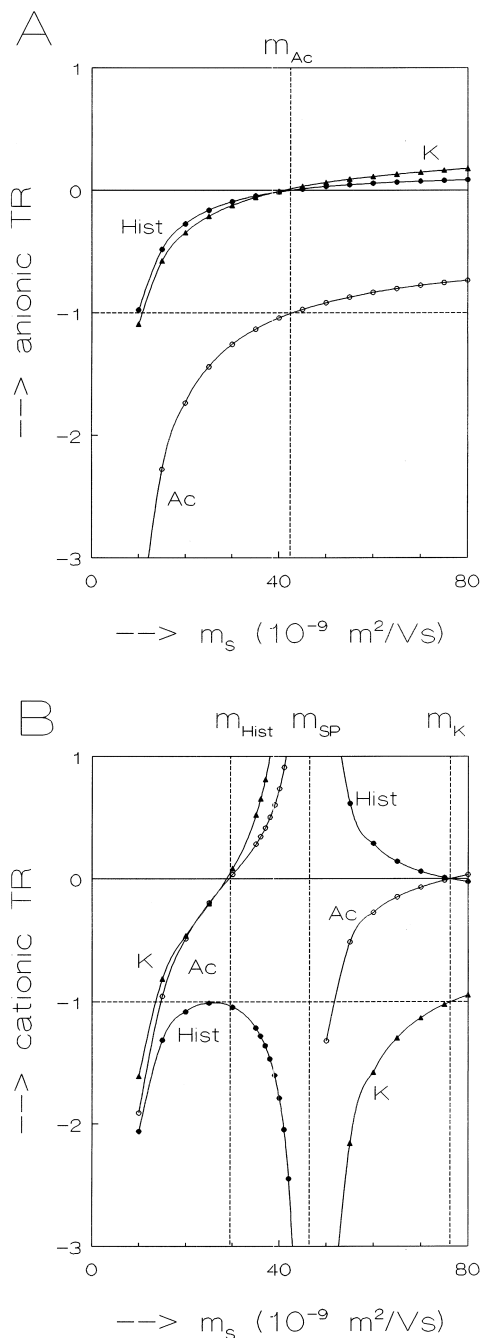 A
m_Ac
1
0
-1
-2
-3
K
Hist
Ac
0 40 80
---> anionic TR
---> m_s (10⁻⁹ m²/Vs)
B
m_Hist m_SP m_K
1
0
-1
-2
-3
Hist
Ac
K
Ac
Hist
K
0 40 80
---> cationic TR
---> m_s (10⁻⁹ m²/Vs)